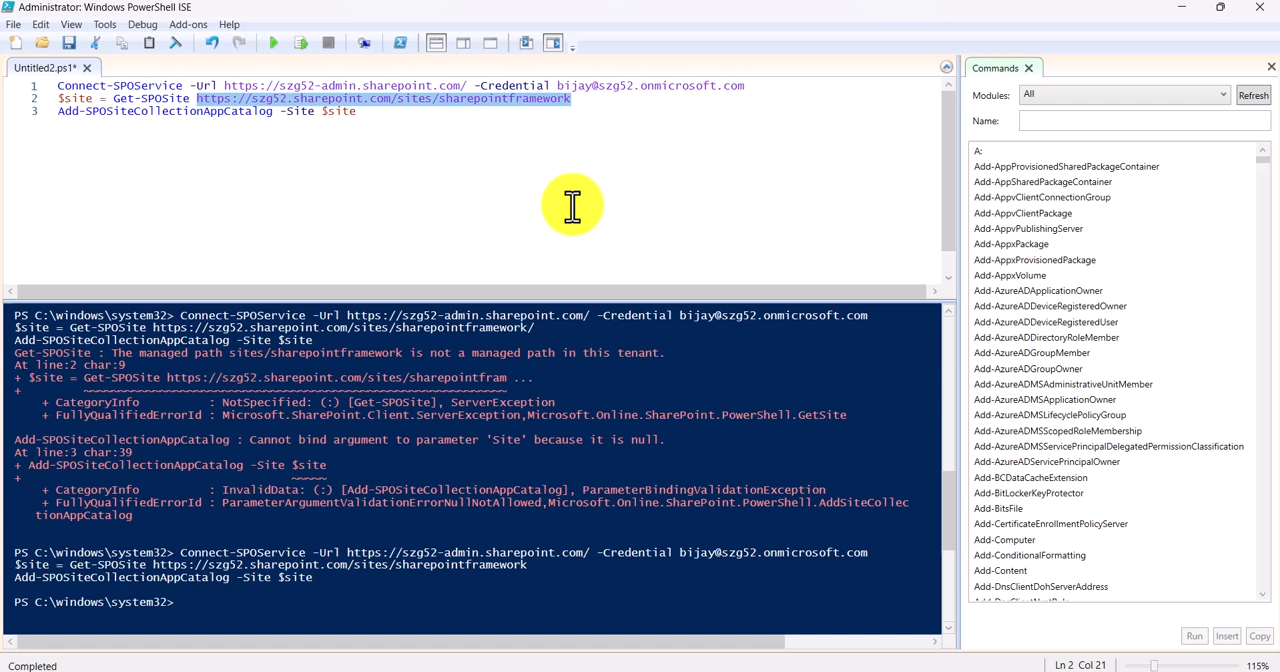 Administrator: Windows PowerShell ISE
File Edit View Tools Debug Add-ons Help
Untitled2.ps1*
1 Connect-SPOService -Url https://szg52-admin.sharepoint.com/ -Credential bijay@szg52.onmicrosoft.com
2 $site = Get-SPOSite https://szg52.sharepoint.com/sites/sharepointframework
3 Add-SPOSiteCollectionAppCatalog -Site $site
PS C:\windows\system32> Connect-SPOService -Url https://szg52-admin.sharepoint.com/ -Credential bijay@szg52.onmicrosoft.com
$site = Get-SPOSite https://szg52.sharepoint.com/sites/sharepointframework/
Add-SPOSiteCollectionAppCatalog -Site $site
Get-SPOSite : The managed path sites/sharepointframework is not a managed path in this tenant.
At line:2 char:9
+ $site = Get-SPOSite https://szg52.sharepoint.com/sites/sharepointfram ...
+ ~~~~~~~~~~~~~~~~~~~~~~~~~~~~~~~~~~~~~~~~~~~~~~~~~~~~~~~~~~~~~~~~~~~
+ CategoryInfo : NotSpecified: (:) [Get-SPOSite], ServerException
+ FullyQualifiedErrorId : Microsoft.SharePoint.Client.ServerException,Microsoft.Online.SharePoint.PowerShell.GetSite
Add-SPOSiteCollectionAppCatalog : Cannot bind argument to parameter 'Site' because it is null.
At line:3 char:39
+ Add-SPOSiteCollectionAppCatalog -Site $site
+ ~~~~~
+ CategoryInfo : InvalidData: (:) [Add-SPOSiteCollectionAppCatalog], ParameterBindingValidationException
+ FullyQualifiedErrorId : ParameterArgumentValidationErrorNullNotAllowed,Microsoft.Online.SharePoint.PowerShell.AddSiteCollec
tionAppCatalog
PS C:\windows\system32> Connect-SPOService -Url https://szg52-admin.sharepoint.com/ -Credential bijay@szg52.onmicrosoft.com
$site = Get-SPOSite https://szg52.sharepoint.com/sites/sharepointframework
Add-SPOSiteCollectionAppCatalog -Site $site
PS C:\windows\system32>
Commands
Modules: All Refresh
Name:
A:
Add-AppProvisionedSharedPackageContainer
Add-AppSharedPackageContainer
Add-AppvClientConnectionGroup
Add-AppvClientPackage
Add-AppvPublishingServer
Add-AppxPackage
Add-AppxProvisionedPackage
Add-AppxVolume
Add-AzureADApplicationOwner
Add-AzureADDeviceRegisteredOwner
Add-AzureADDeviceRegisteredUser
Add-AzureADDirectoryRoleMember
Add-AzureADGroupMember
Add-AzureADGroupOwner
Add-AzureADMSAdministrativeUnitMember
Add-AzureADMSApplicationOwner
Add-AzureADMSLifecyclePolicyGroup
Add-AzureADMSScopedRoleMembership
Add-AzureADMSServicePrincipalDelegatedPermissionClassification
Add-AzureADServicePrincipalOwner
Add-BCDataCacheExtension
Add-BitLockerKeyProtector
Add-BitsFile
Add-CertificateEnrollmentPolicyServer
Add-Computer
Add-ConditionalFormatting
Add-Content
Add-DnsClientDohServerAddress
Run Insert Copy
Completed
Ln 2 Col 21
115%